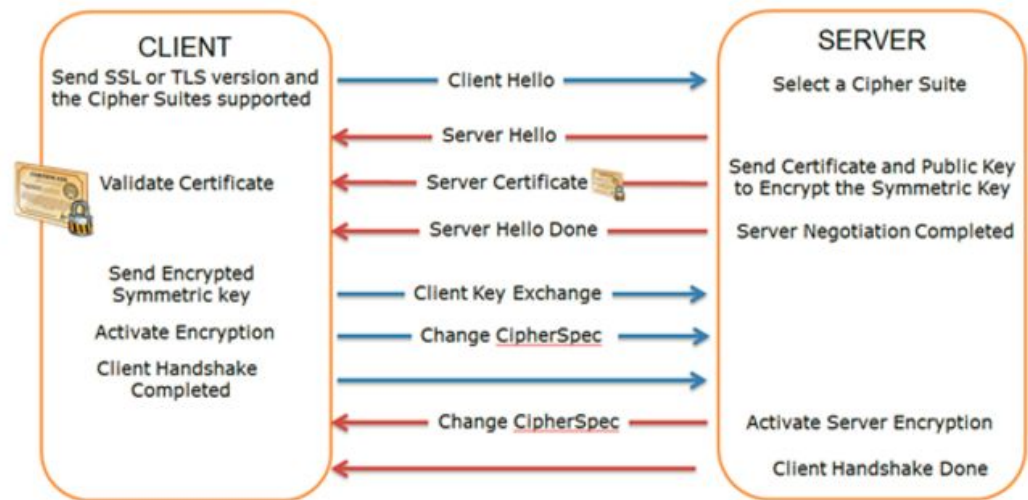 CLIENT
SERVER
Send SSL or TLS version and
the Cipher Suites supported
Client Hello
Select a Cipher Suite
Server Hello
Validate Certificate
Server Certificate
Send Certificate and Public Key
to Encrypt the Symmetric Key
Server Hello Done
Server Negotiation Completed
Send Encrypted
Symmetric key
Client Key Exchange
Activate Encryption
Change CipherSpec
Client Handshake
Completed
Change CipherSpec
Activate Server Encryption
Client Handshake Done